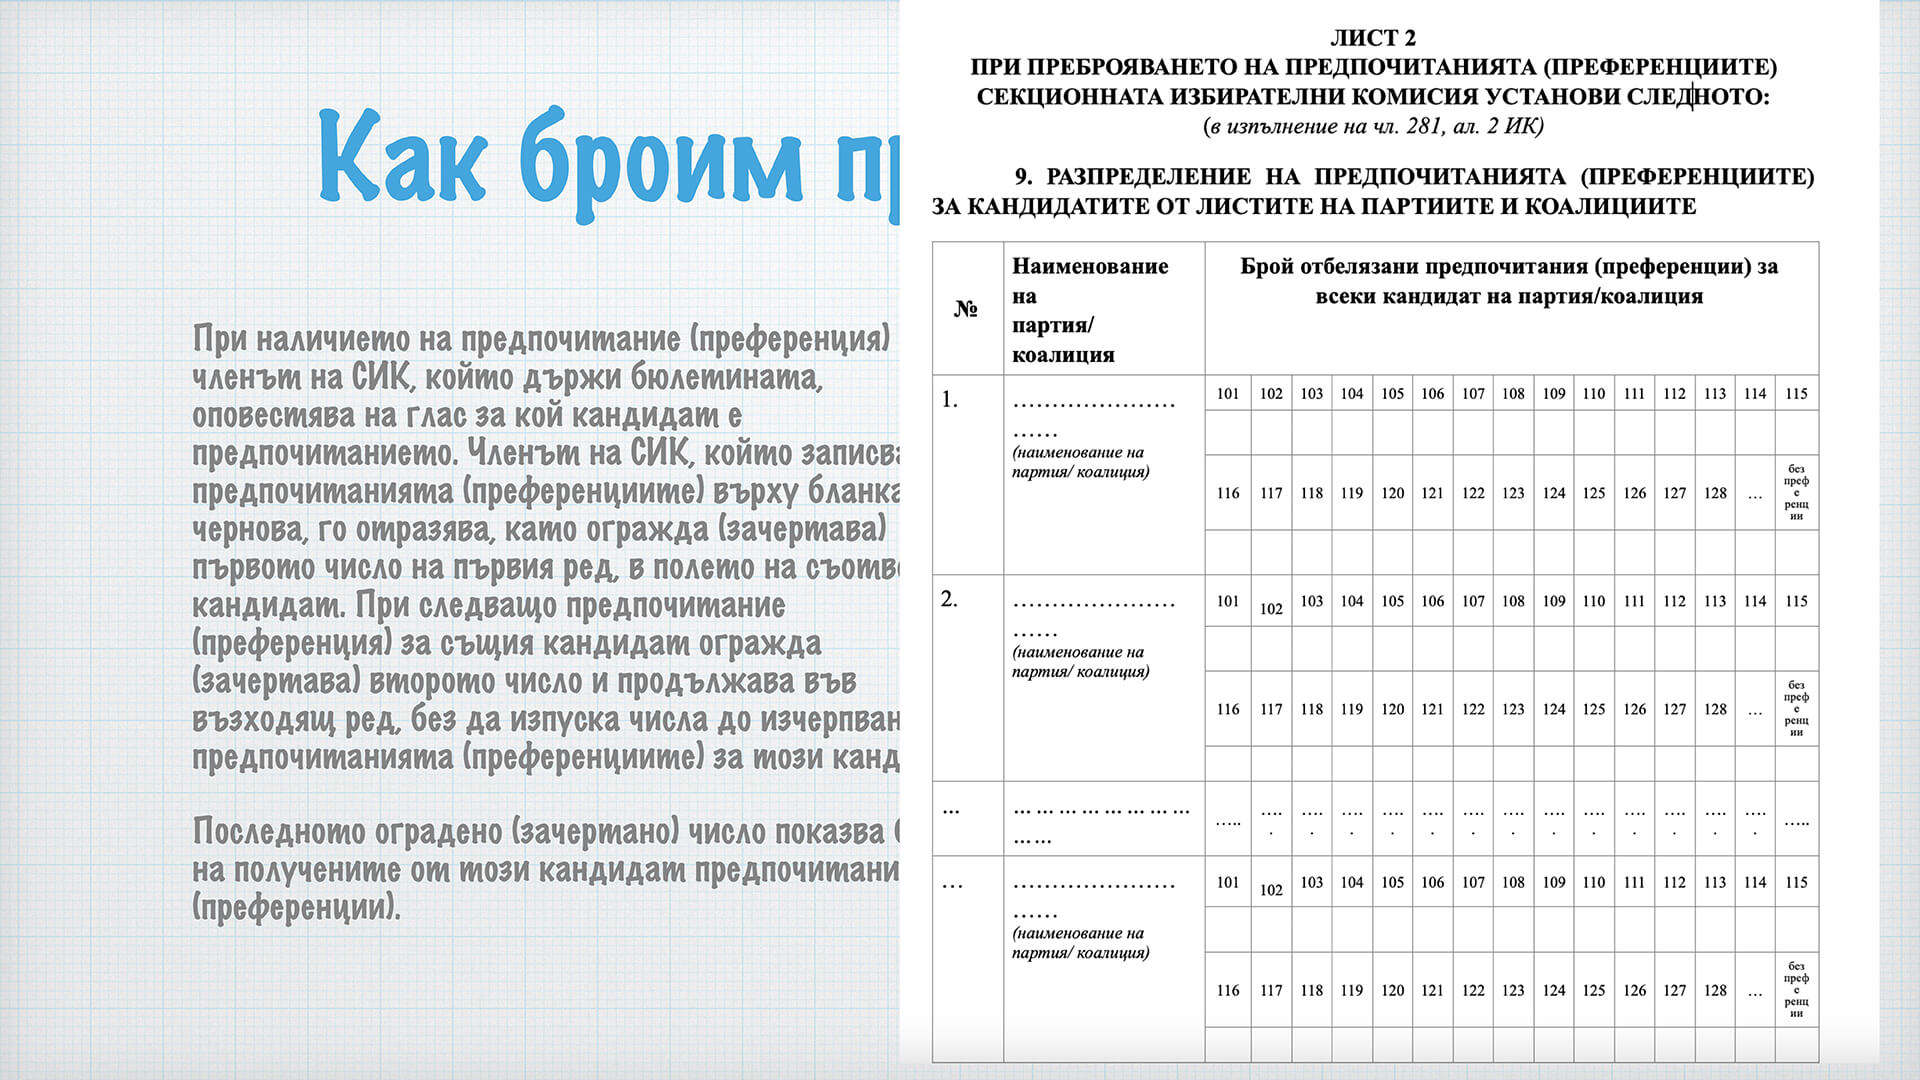 Как броим
При наличието на предпочитание (преференция)
членът на СИК, който държи бюлетината,
оповестява на глас за кой кандидат е
предпочитанието. Членът на СИК, който
предпочитанията (преференциите) върху
чернова, го отразява, като огражда (зачертава)
първото число на първия ред, в полето на
кандидат. При следващо предпочитание
(преференция) за същия кандидат огражда
(зачертава) второто число и продължава във
възходящ ред, без да изпуска числа до
предпочитанията (преференциите) за този
Последното оградено (зачертано) число показва
на получените от този кандидат
(преференции).
ЛИСТ 2
ПРИ ПРЕБРОЯВАНЕТО НА ПРЕДПОЧИТАНИЯТА (ПРЕФЕРЕНЦИИТЕ)
СЕКЦИОННАТА ИЗБИРАТЕЛНИ КОМИСИЯ УСТАНОВИ СЛЕДНОТО:
(в изпълнение на чл. 281, ал. 2 ИК)
9. РАЗПРЕДЕЛЕНИЕ НА ПРЕДПОЧИТАНИЯТА (ПРЕФЕРЕНЦИИТЕ)
ЗА КАНДИДАТИТЕ ОТ ЛИСТИТЕ НА ПАРТИИТЕ И КОАЛИЦИИТЕ
№
Наименование
на
партия/
коалиция
Брой отбелязани предпочитания (преференции) за
всеки кандидат на партия/коалиция
1.
.....................
......
(наименование на
партия/ коалиция)
101 102 103 104 105 106 107 108 109 110 111 112 113 114 115
116 117 118 119 120 121 122 123 124 125 126 127 128 ...
без
преф
е
ренц
ии
2.
.....................
......
(наименование на
партия/ коалиция)
101 102 103 104 105 106 107 108 109 110 111 112 113 114 115
116 117 118 119 120 121 122 123 124 125 126 127 128 ...
без
преф
е
ренц
ии
... ... ... ... ... ... ... ... ...
... ...
..... ..... ..... ..... ..... ..... ..... ..... ..... ..... ..... ..... ..... ..... .....
...
.....................
......
(наименование на
партия/ коалиция)
101 102 103 104 105 106 107 108 109 110 111 112 113 114 115
116 117 118 119 120 121 122 123 124 125 126 127 128 ...
без
преф
е
ренц
ии